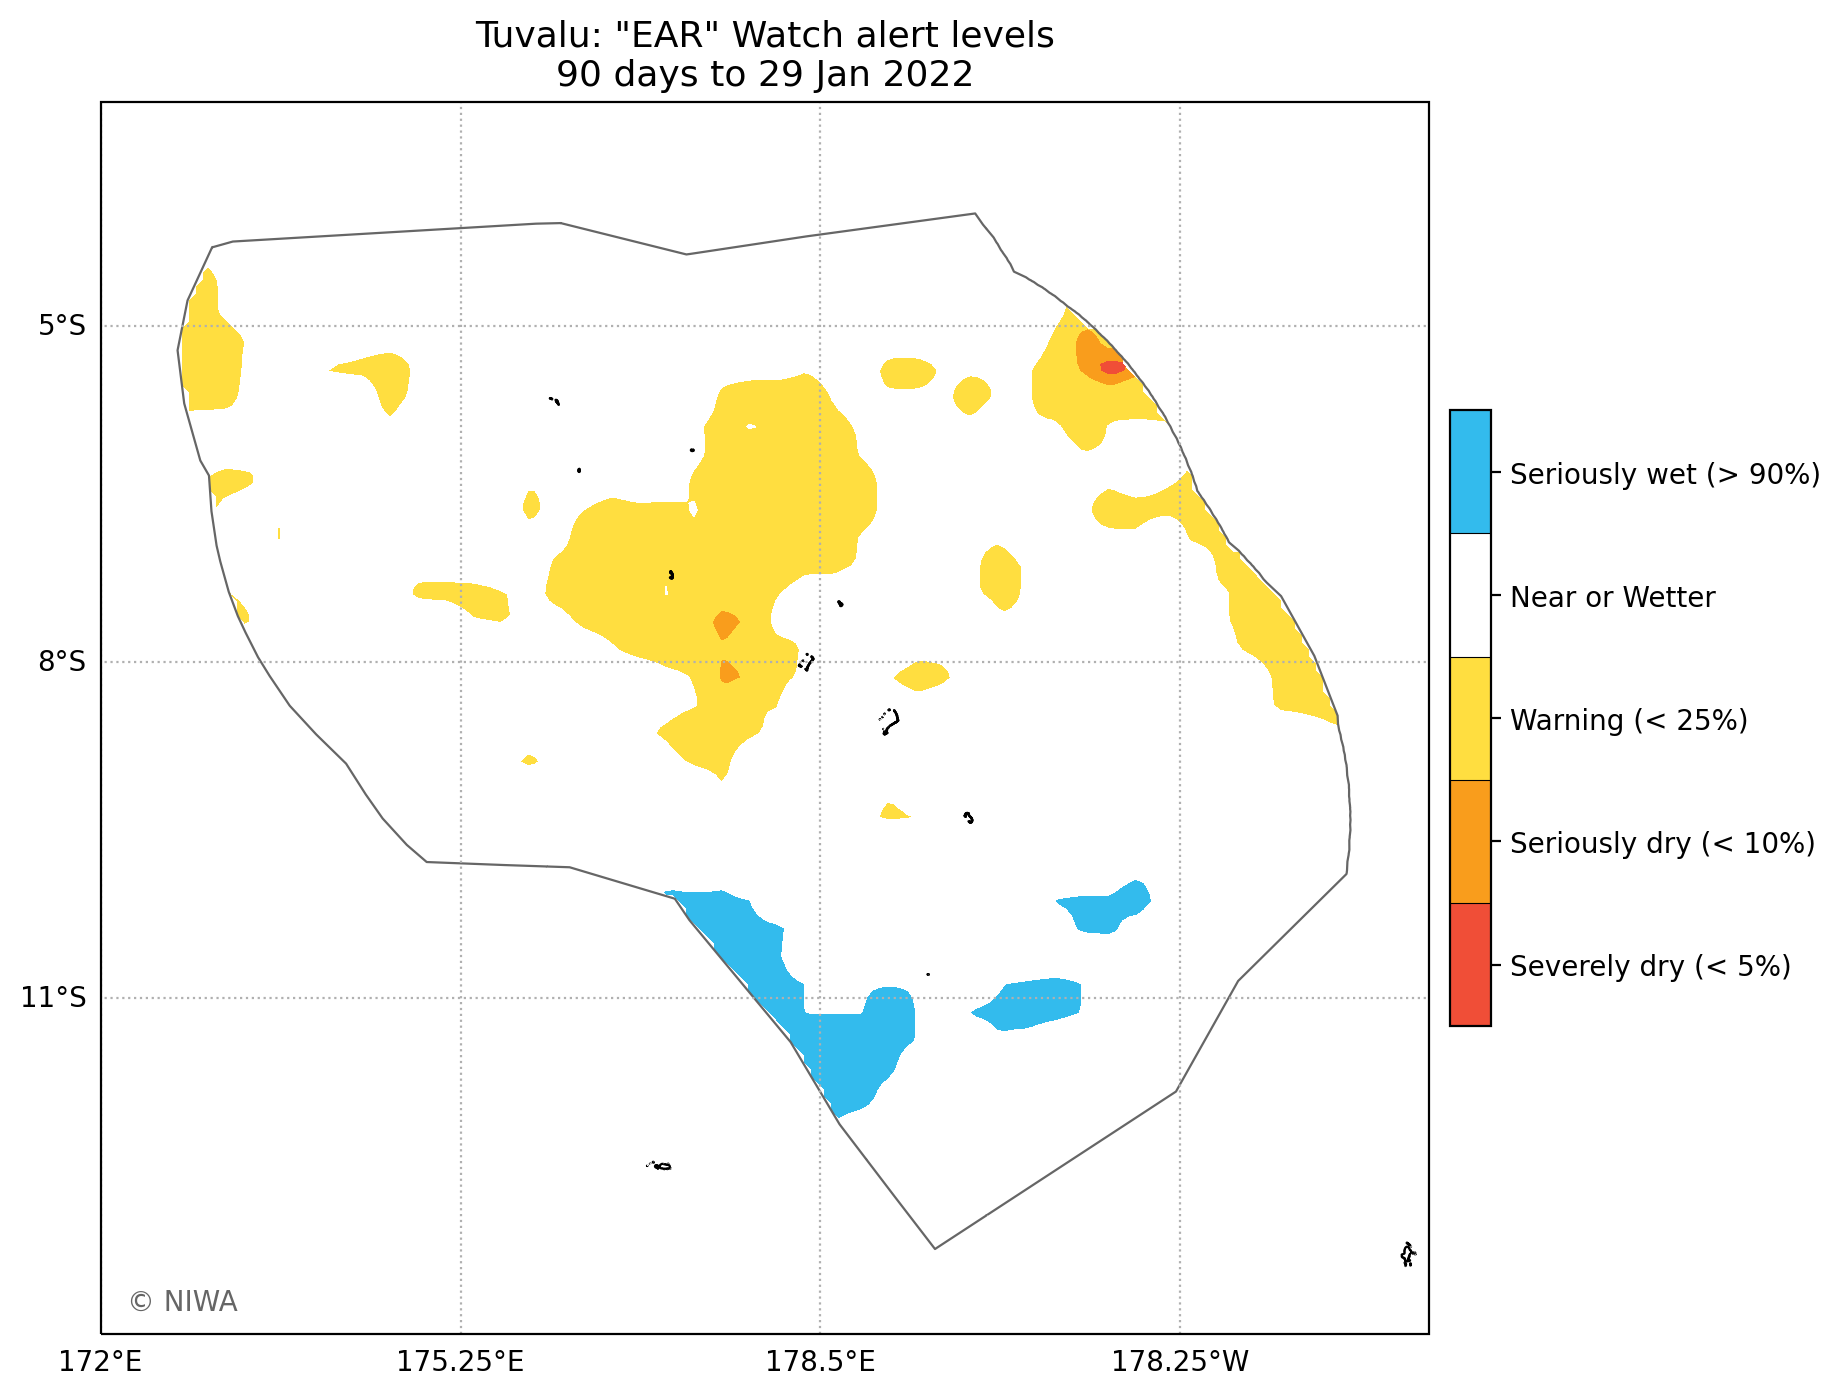 Tuvalu: "EAR" Watch alert levels
90 days to 29 Jan 2022
5°S
8°S
11°S
172°E
175.25°E
178.5°E
178.25°W
Seriously wet (> 90%)
Near or Wetter
Warning (< 25%)
Seriously dry (< 10%)
Severely dry (< 5%)
© NIWA